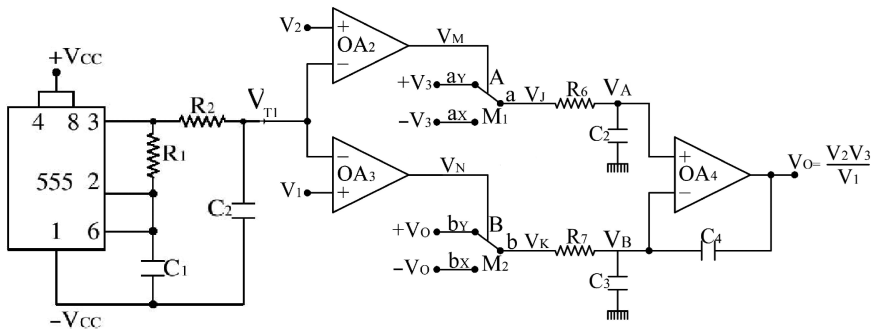 +VCC
4 8 3
R2
VT1
R1
555 2
1 6
C2
C1
−VCC
V2
+
OA2
−
VM
−
OA3
+
V1
VN
+V3
aY
A
a
VJ
−V3
aX
M1
R6
VA
C2
+
OA4
−
VO= V2V3
V1
+VO
bY
B
b
VK
−VO
bX
M2
R7
VB
C4
C3